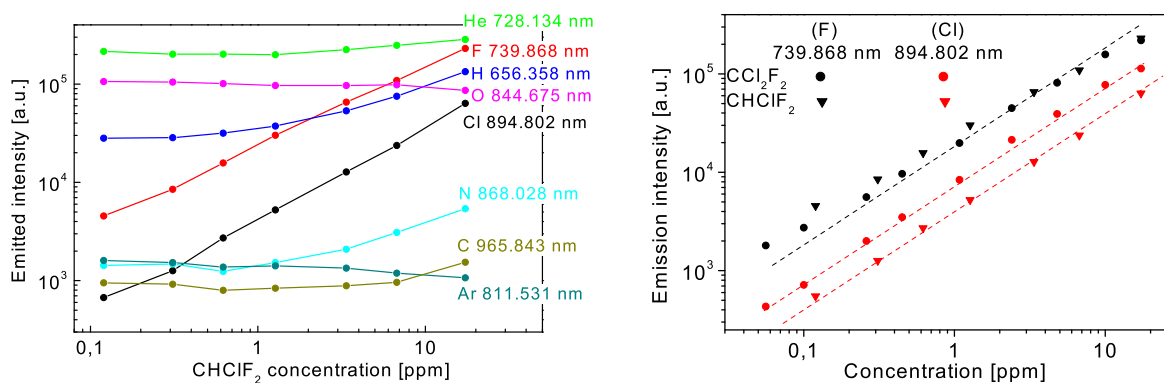 He 728.134 nm
F 739.868 nm
H 656.358 nm
O 844.675 nm
Cl 894.802 nm
N 868.028 nm
C 965.843 nm
Ar 811.531 nm
10^5
10^4
10^3
Emitted intensity [a.u.]
0,1 1 10
CHClF₂ concentration [ppm]
(F) (Cl)
739.868 nm 894.802 nm
CCl₂F₂
CHClF₂
10^5
10^4
10^3
Emission intensity [a.u.]
0,1 1 10
Concentration [ppm]